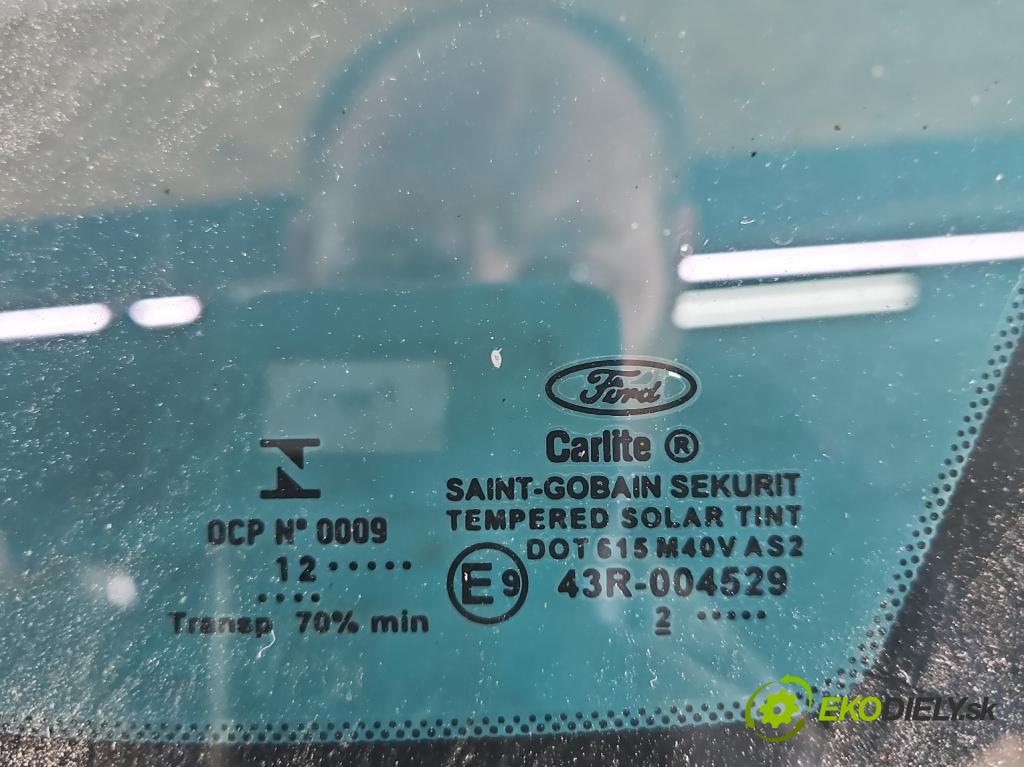 Ford
Carlite ®
SAINT-GOBAIN SEKURIT
TEMPERED SOLAR TINT
DOT 615 M40V AS2
E9 43R-004529
2 •••••
OCP Nº 0009
12 •••••
••••
Transp 70% min
EKODIELY.sk